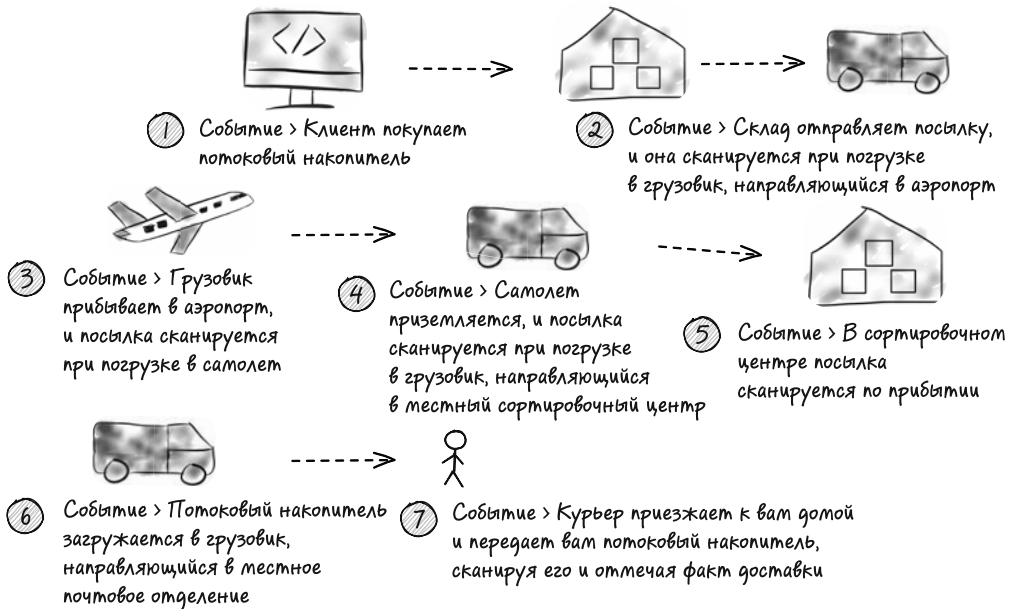 </>
1 Событие > Клиент покупает
потоковый накопитель
2 Событие > Склад отправляет посылку,
и она сканируется при погрузке
в грузовик, направляющийся в аэропорт
3 Событие > Грузовик
прибывает в аэропорт,
и посылка сканируется
при погрузке в самолет
4 Событие > Самолет
приземляется, и посылка
сканируется при погрузке
в грузовик, направляющийся
в местный сортировочный центр
5 Событие > В сортировочном
центре посылка
сканируется по прибытии
6 Событие > Потоковый накопитель
загружается в грузовик,
направляющийся в местное
почтовое отделение
7 Событие > Курьер приезжает к вам домой
и передает вам потоковый накопитель,
сканируя его и отмечая факт доставки